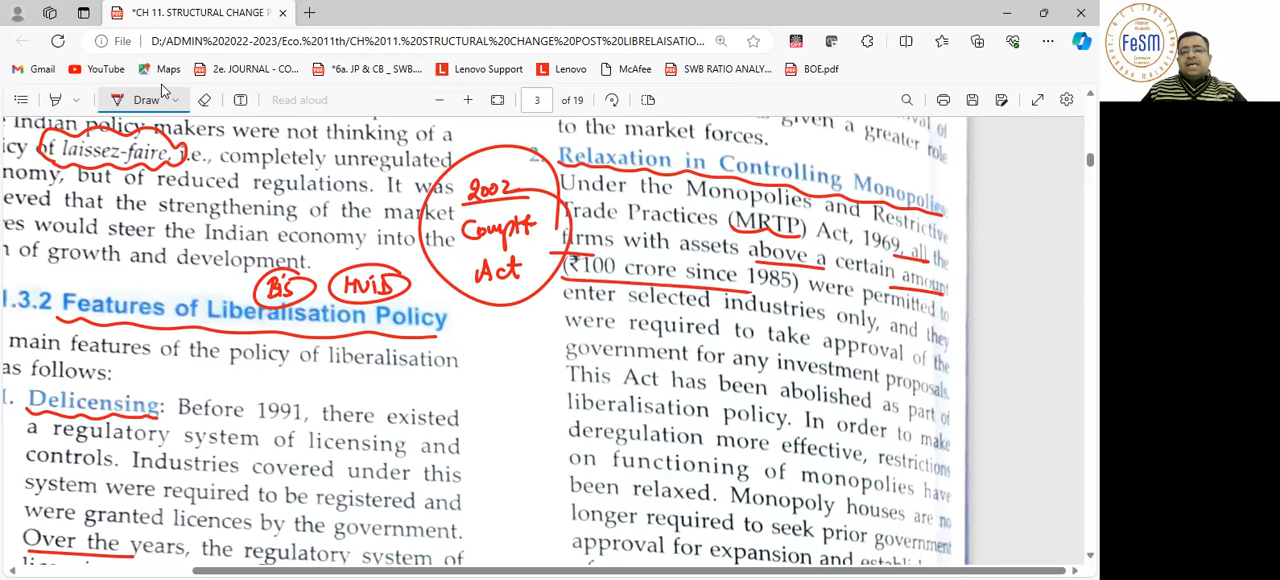 *CH 11. STRUCTURAL CHANGE P
File
D:/ADMIN%202022-2023/Eco.%2011th/CH%2011.%20STRUCTURAL%20CHANGE%20POST%20LIBRELAISATIO...
Gmail
YouTube
Maps
2e. JOURNAL - CO...
*6a. JP & CB _ SWB...
Lenovo Support
Lenovo
McAfee
SWB RATIO ANALY...
BOE.pdf
Draw
Read aloud
3
of 19
FeSM
Indian policy makers were not thinking of a
icy of laissez-faire, i.e., completely unregulated
nomy, but of reduced regulations. It was
eved that the strengthening of the market
es would steer the Indian economy into the
n of growth and development.
BIS
HUID
1.3.2 Features of Liberalisation Policy
main features of the policy of liberalisation
as follows:
1. Delicensing: Before 1991, there existed
a regulatory system of licensing and
controls. Industries covered under this
system were required to be registered and
were granted licences by the government.
Over the years, the regulatory system of
2002
Act
given a greater role
to the market forces.
2. Relaxation in Controlling Monopolies:
Under the Monopolies and Restrictive
Trade Practices (MRTP) Act, 1969, all the
firms with assets above a certain amount
(₹100 crore since 1985) were permitted to
enter selected industries only, and they
were required to take approval of the
government for any investment proposals.
This Act has been abolished as part of
liberalisation policy. In order to make
deregulation more effective, restrictions
on functioning of monopolies have
been relaxed. Monopoly houses are no
longer required to seek prior government
approval for expansion and